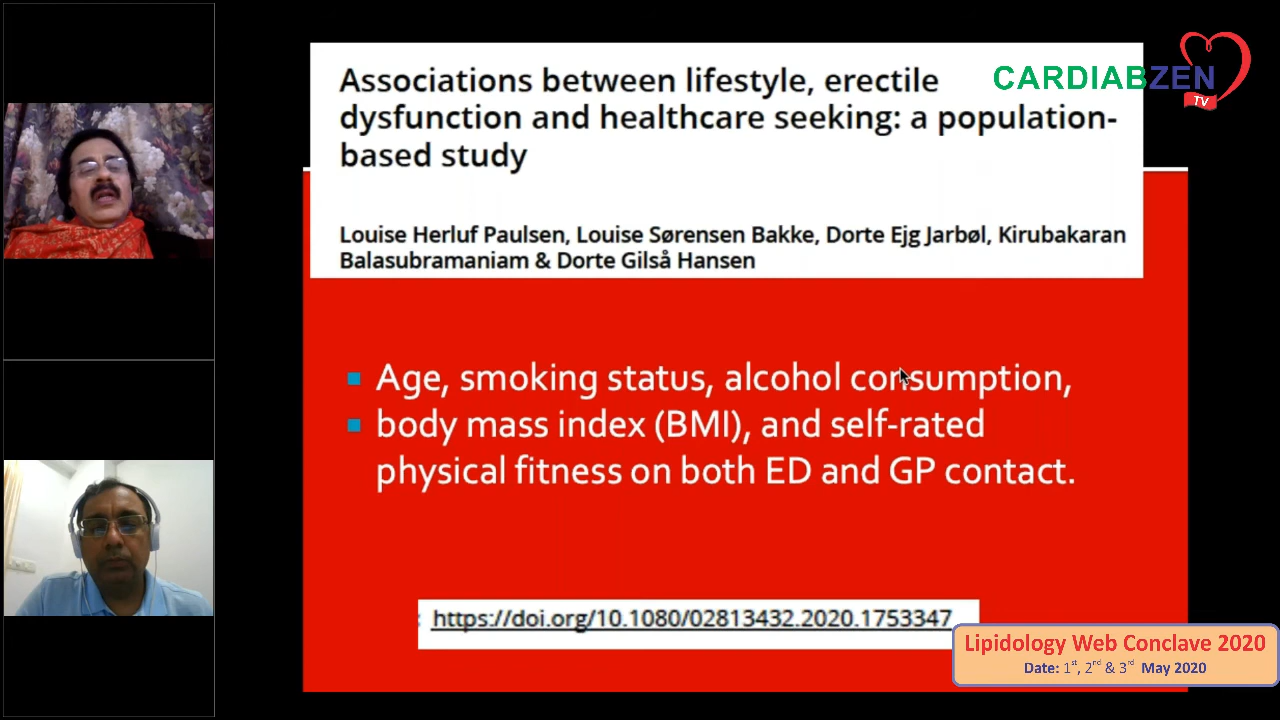 Associations between lifestyle, erectile
dysfunction and healthcare seeking: a population-
based study
Louise Herluf Paulsen, Louise Sørensen Bakke, Dorte Ejg Jarbøl, Kirubakaran
Balasubramaniam & Dorte Gilså Hansen
CARDIABZEN
TV
Age, smoking status, alcohol consumption,
body mass index (BMI), and self-rated
physical fitness on both ED and GP contact.
https://doi.org/10.1080/02813432.2020.1753347
Lipidology Web Conclave 2020
Date: 1st, 2nd & 3rd May 2020